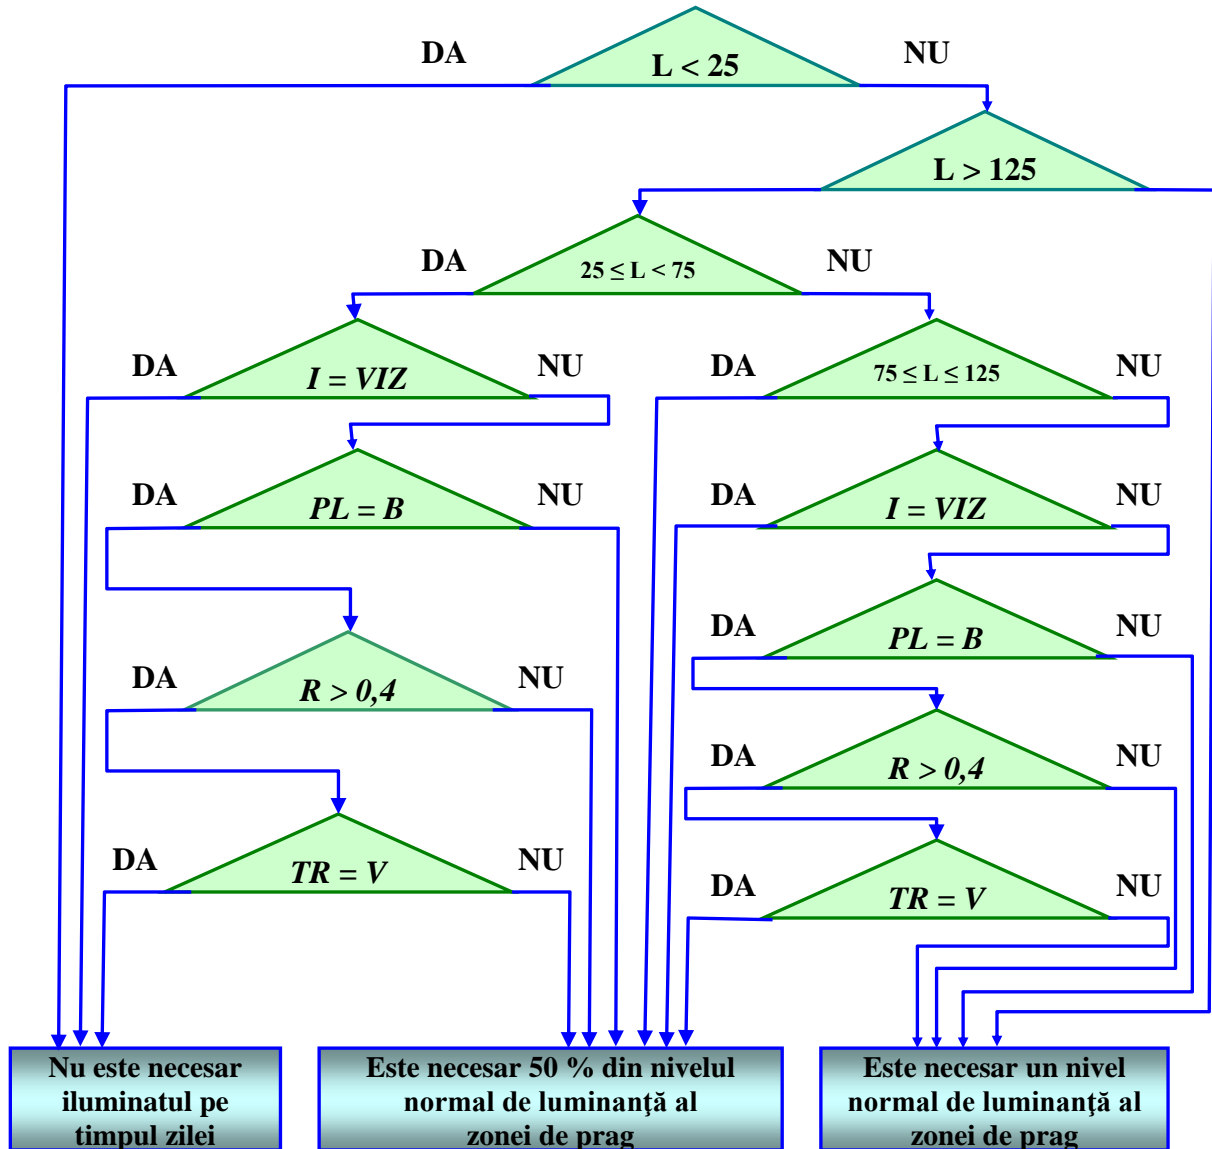 DA
L < 25
NU
L > 125
DA
25 ≤ L < 75
NU
DA
I = VIZ
NU
DA
75 ≤ L ≤ 125
NU
DA
PL = B
NU
DA
I = VIZ
NU
DA
PL = B
NU
DA
R > 0,4
NU
DA
R > 0,4
NU
DA
TR = V
NU
DA
TR = V
NU
Nu este necesar
iluminatul pe
timpul zilei
Este necesar 50 % din nivelul
normal de luminanţă al
zonei de prag
Este necesar un nivel
normal de luminanţă al
zonei de prag